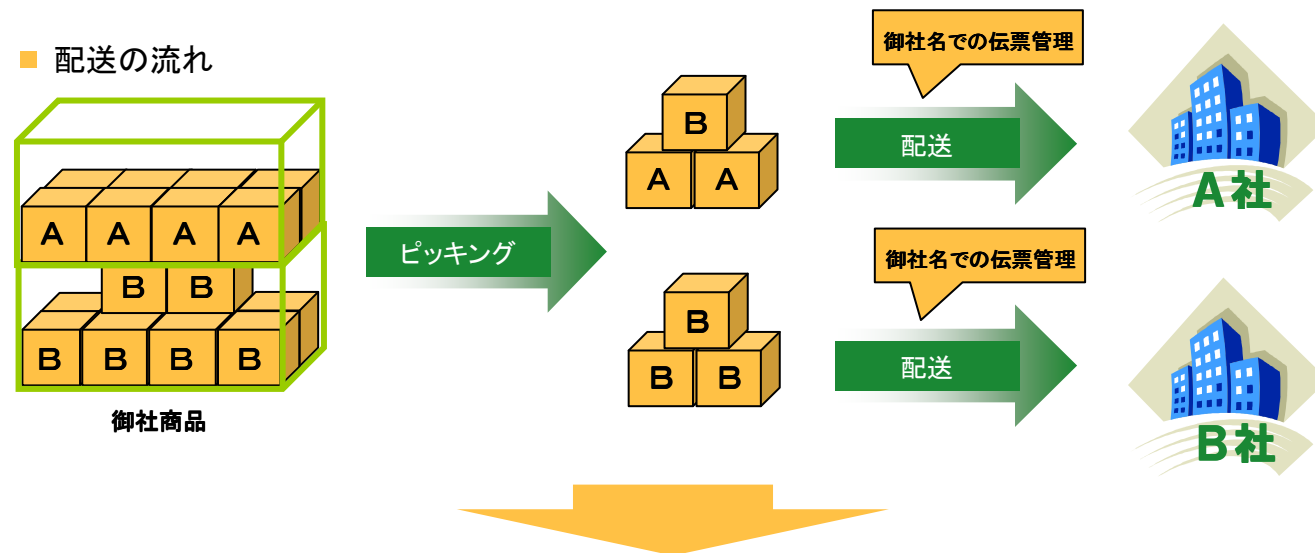 配送の流れ
A A A A
B B
B B B B
御社商品
ピッキング
B
A A
B
B B
御社名での伝票管理
配送
A社
御社名での伝票管理
配送
B社